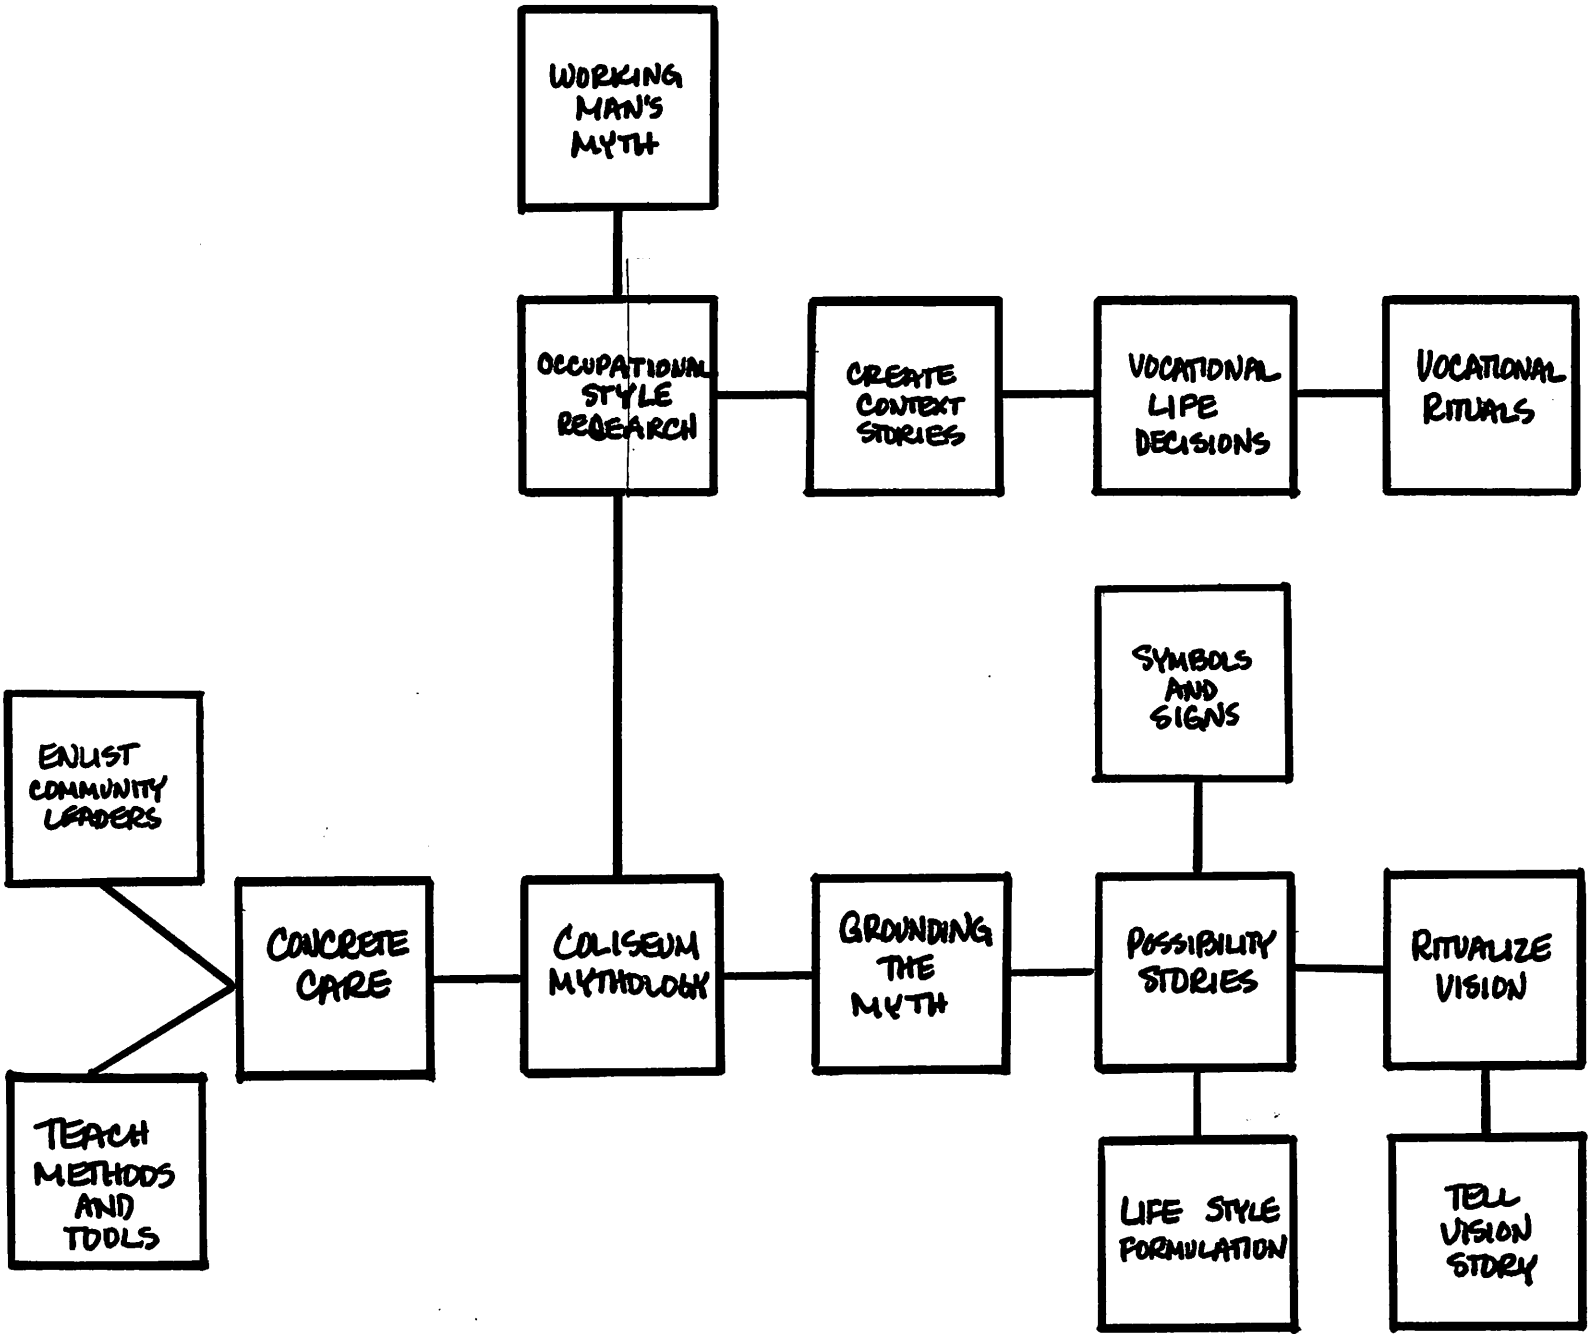 WORKING
MAN'S
MYTH
OCCUPATIONAL
STYLE
RESEARCH
CREATE
CONTEXT
STORIES
VOCATIONAL
LIFE
DECISIONS
VOCATIONAL
RITUALS
SYMBOLS
AND
SIGNS
ENLIST
COMMUNITY
LEADERS
CONCRETE
CARE
COLISEUM
MYTHOLOGY
GROUNDING
THE
MYTH
POSSIBILITY
STORIES
RITUALIZE
VISION
TEACH
METHODS
AND
TOOLS
LIFE STYLE
FORMULATION
TELL
VISION
STORY